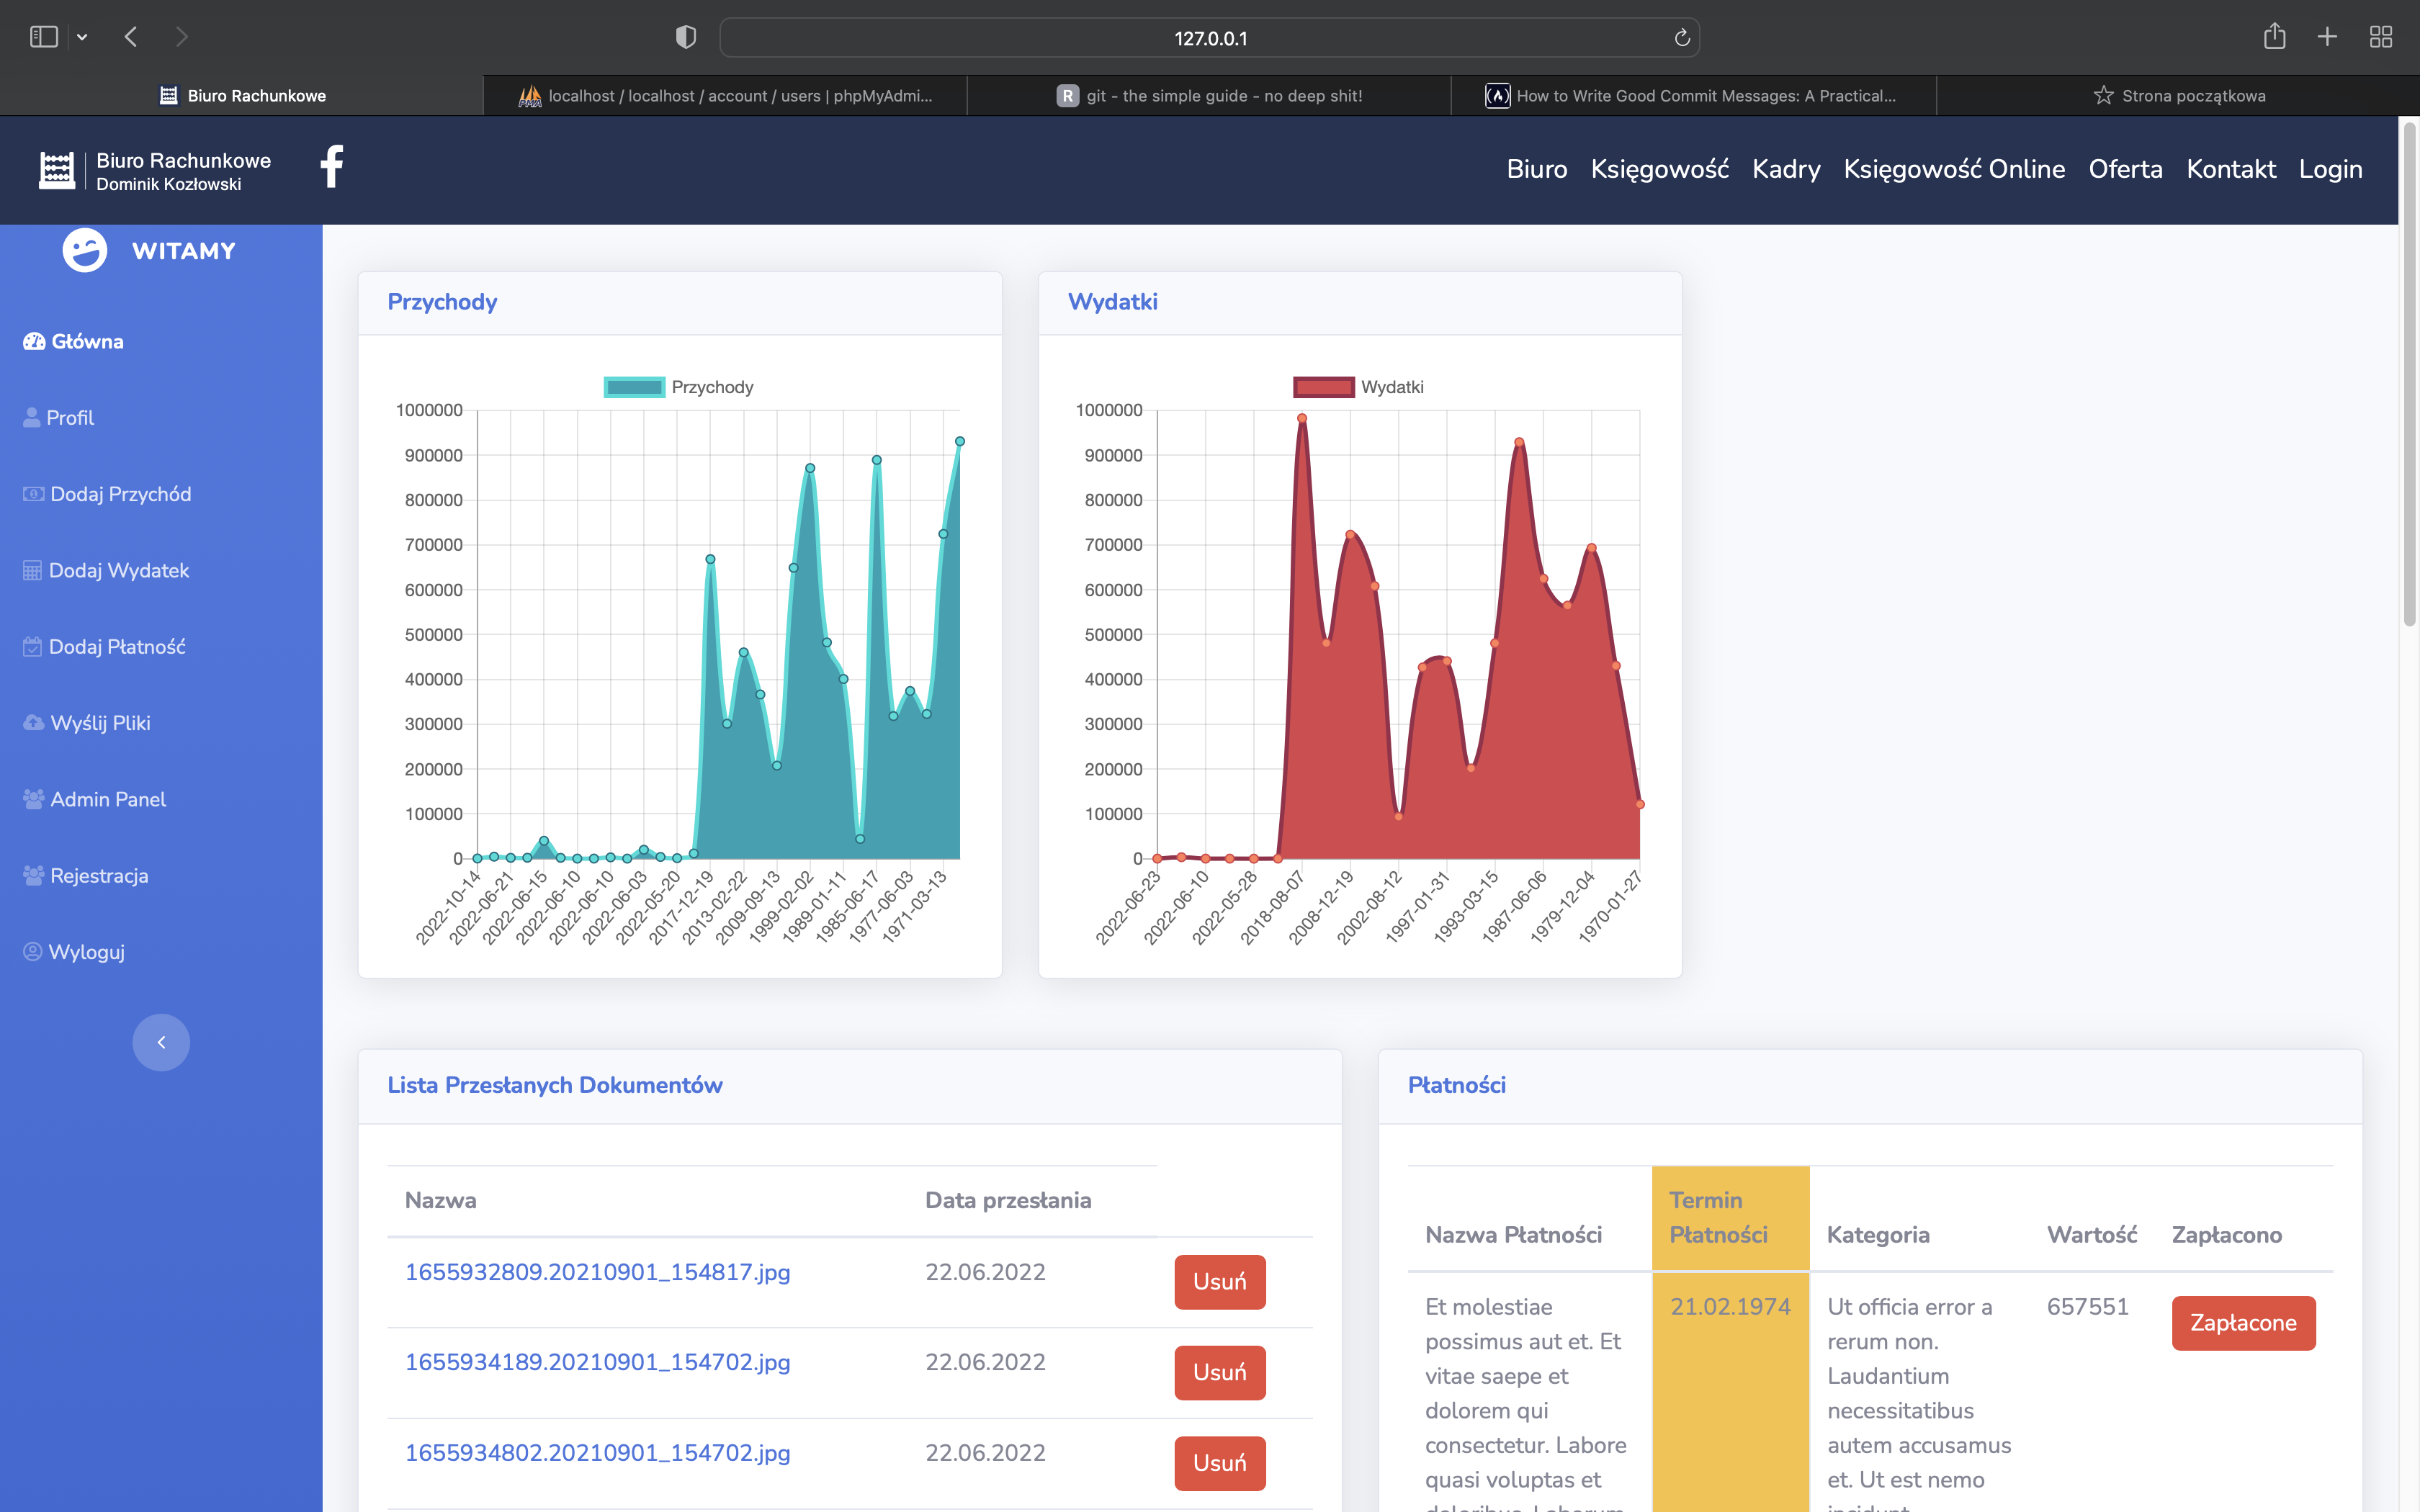 127.0.0.1
Biuro Rachunkowe
localhost / localhost / account / users | phpMyAdmi...
R git - the simple guide - no deep shit!
How to Write Good Commit Messages: A Practical...
Strona początkowa
Biuro Rachunkowe
Dominik Kozłowski
Biuro Księgowość Kadry Księgowość Online Oferta Kontakt Login
WITAMY
Główna
Profil
Dodaj Przychód
Dodaj Wydatek
Dodaj Płatność
Wyślij Pliki
Admin Panel
Rejestracja
Wyloguj
Przychody
Przychody
1000000
900000
800000
700000
600000
500000
400000
300000
200000
100000
0
2022-10-14
2022-06-21
2022-06-15
2022-06-10
2022-06-10
2022-06-03
2022-05-20
2017-12-19
2013-02-22
2009-09-13
1999-02-02
1989-01-11
1985-06-17
1977-06-03
1971-03-13
Wydatki
Wydatki
1000000
900000
800000
700000
600000
500000
400000
300000
200000
100000
0
2022-06-23
2022-06-10
2022-05-28
2018-08-07
2008-12-19
2002-08-12
1997-01-31
1993-03-15
1987-06-06
1979-12-04
1970-01-27
Lista Przesłanych Dokumentów
Nazwa Data przesłania
1655932809.20210901_154817.jpg 22.06.2022 Usuń
1655934189.20210901_154702.jpg 22.06.2022 Usuń
1655934802.20210901_154702.jpg 22.06.2022 Usuń
Płatności
Nazwa Płatności Termin Płatności Kategoria Wartość Zapłacono
Et molestiae
possimus aut et. Et
vitae saepe et
dolorem qui
consectetur. Labore
quasi voluptas et
21.02.1974
Ut officia error a
rerum non.
Laudantium
necessitatibus
autem accusamus
et. Ut est nemo
657551
Zapłacone